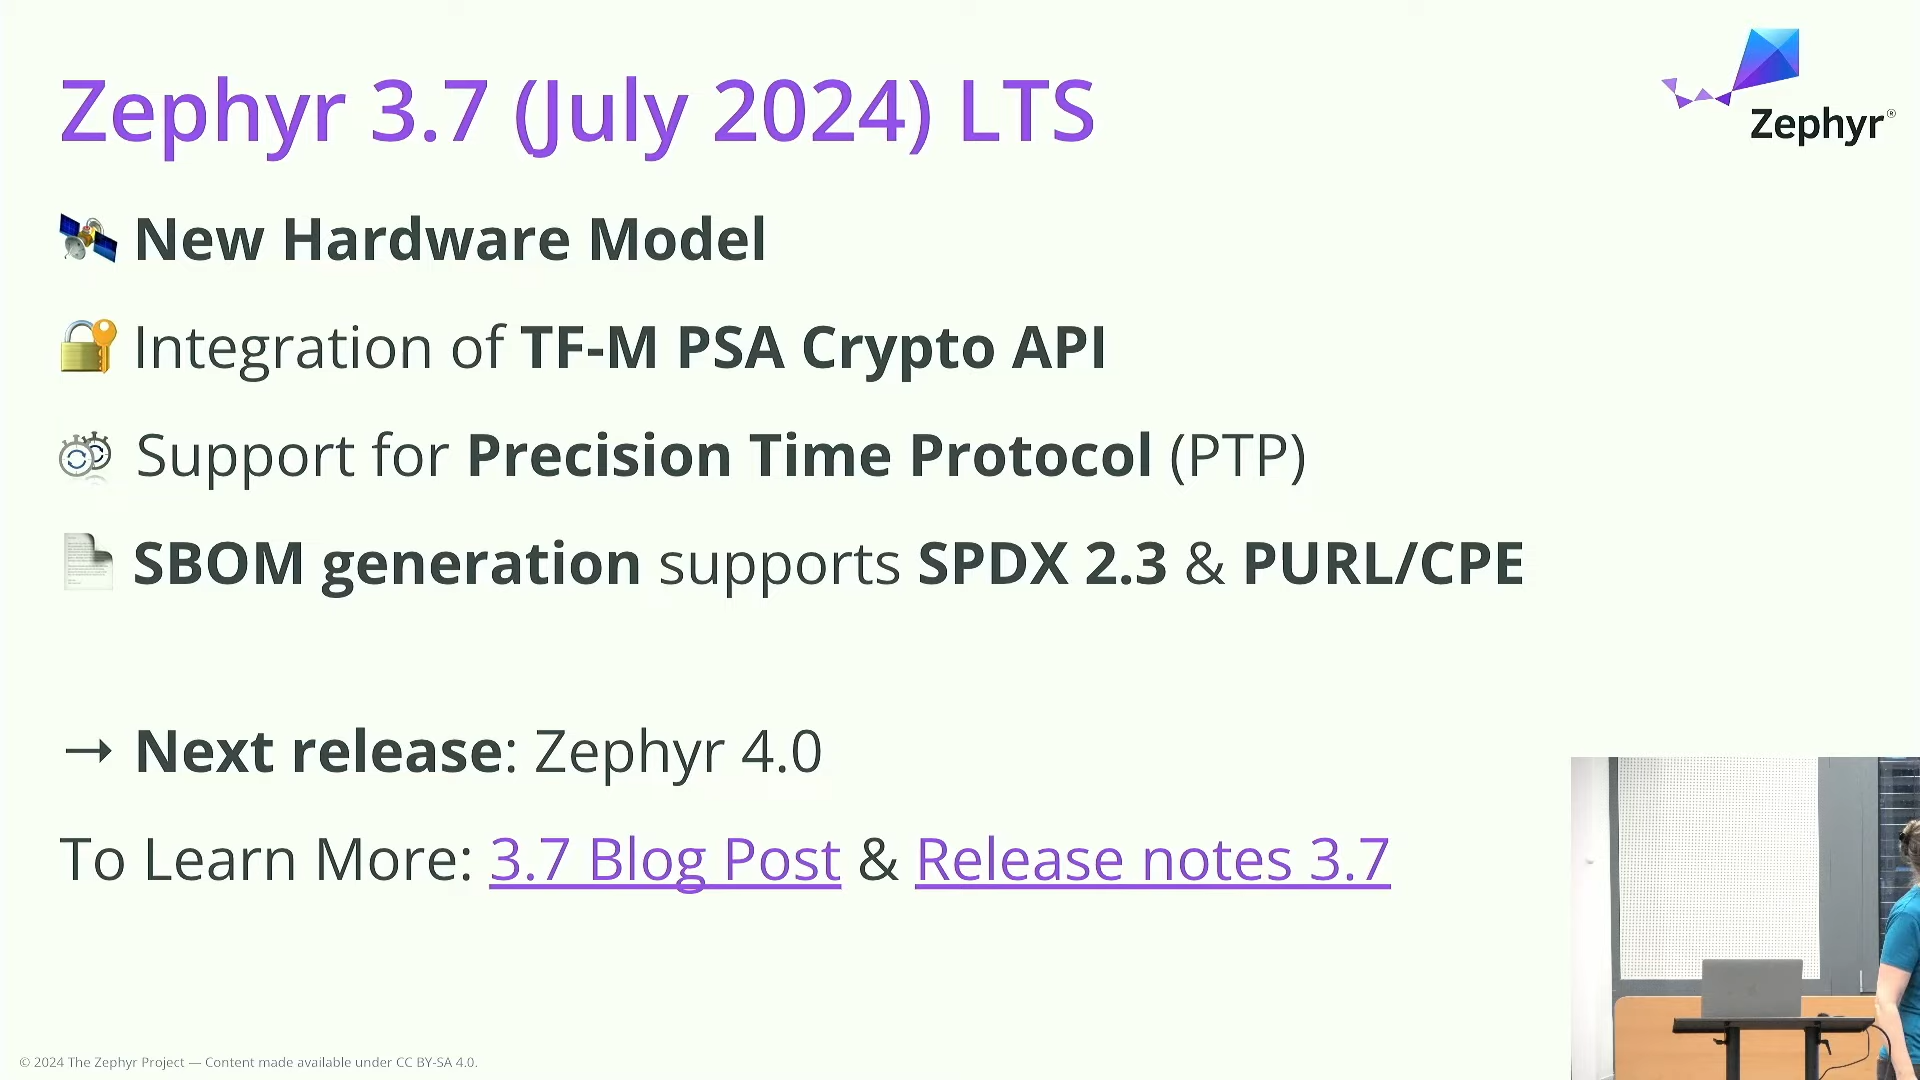 Zephyr 3.7 (July 2024) LTS
Zephyr®
New Hardware Model
Integration of TF-M PSA Crypto API
Support for Precision Time Protocol (PTP)
SBOM generation supports SPDX 2.3 & PURL/CPE
→ Next release: Zephyr 4.0
To Learn More: 3.7 Blog Post & Release notes 3.7
© 2024 The Zephyr Project — Content made available under CC BY-SA 4.0.